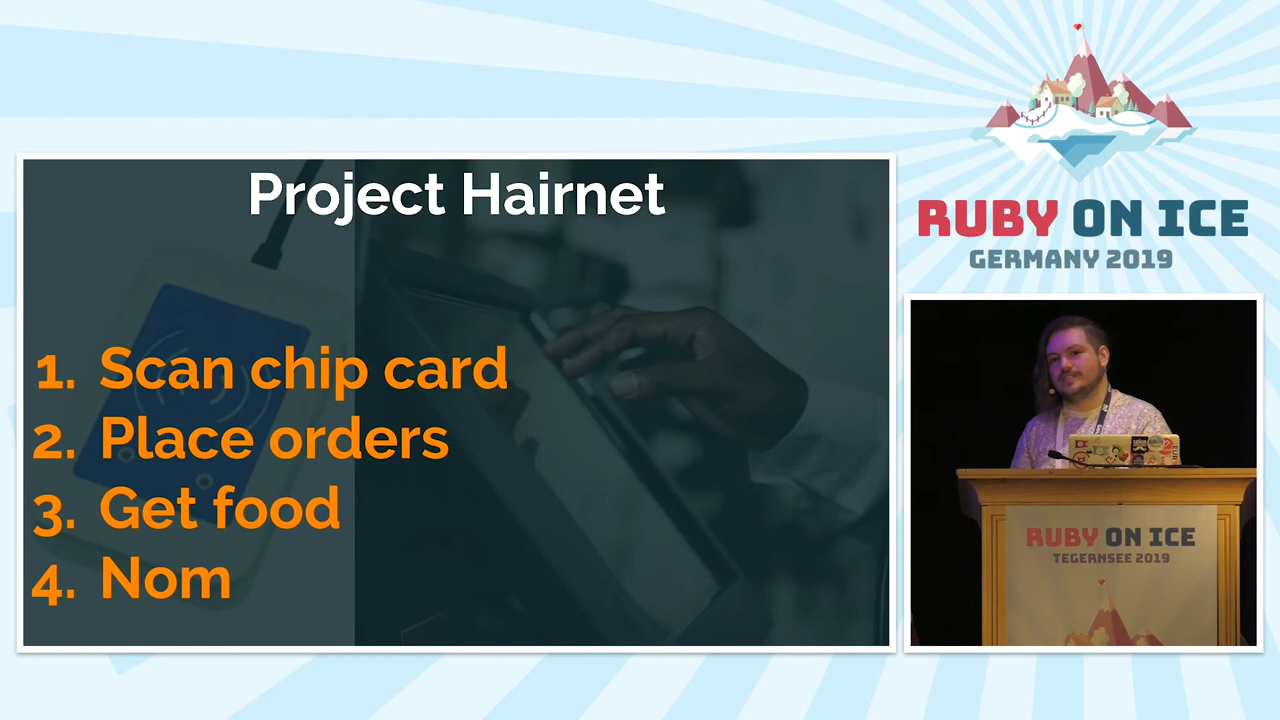 Project Hairnet
1. Scan chip card
2. Place orders
3. Get food
4. Nom
RUBY ON ICE
GERMANY 2019
RUBY ON ICE
TEGERNSEE 2019